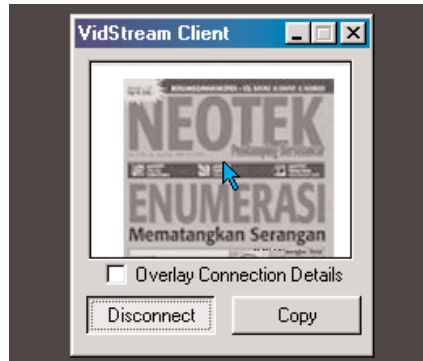 VidStream Client
NEOTEK
ENUMERASI
Mematangkan Serangan
Overlay Connection Details
Disconnect
Copy